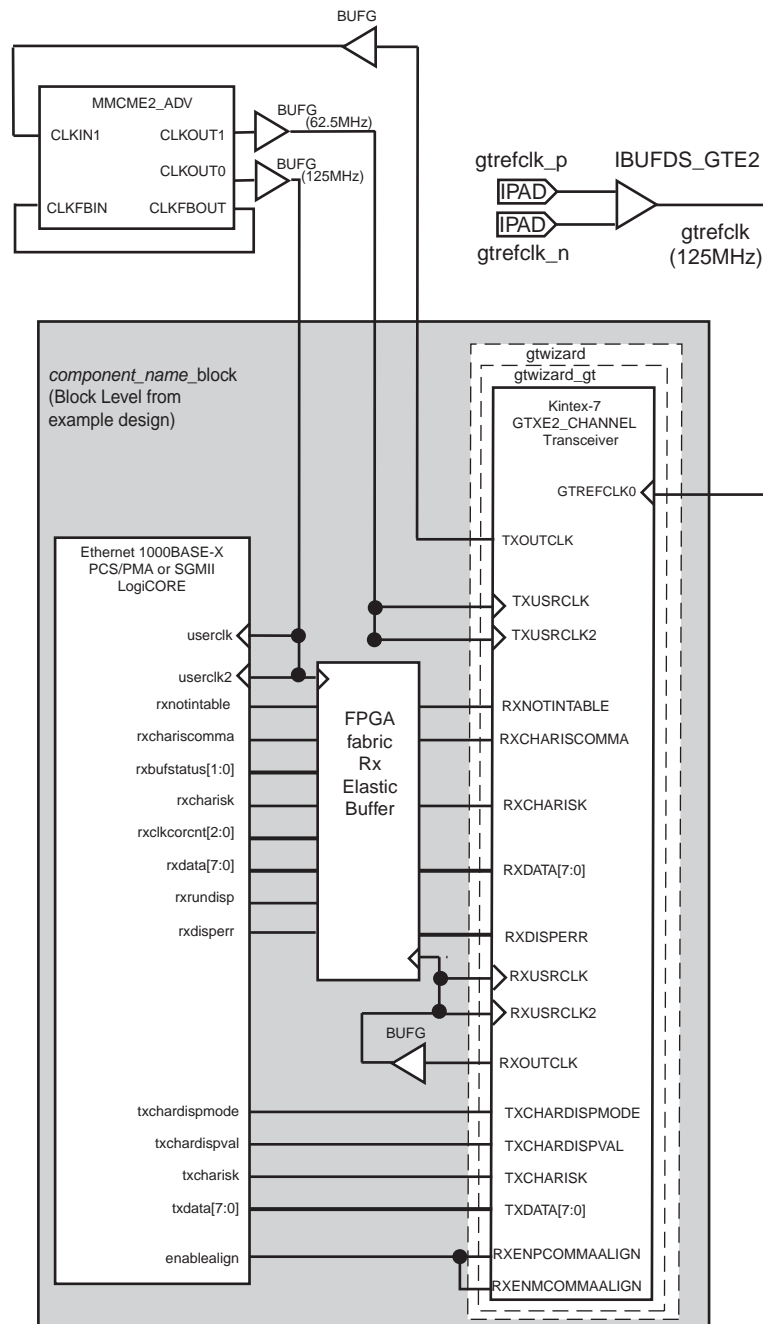 BUFG
MMCME2_ADV
CLKIN1
CLKOUT1
CLKOUT0
CLKFBIN
CLKFBOUT
BUFG
(62.5MHz)
BUFG
(125MHz)
gtrefclk_p
IBUFDS_GTE2
IPAD
IPAD
gtrefclk_n
gtrefclk
(125MHz)
component_name_block
(Block Level from
example design)
gtwizard
gtwizard_gt
Kintex-7
GTXE2_CHANNEL
Transceiver
GTREFCLK0
TXOUTCLK
TXUSRCLK
TXUSRCLK2
RXNOTINTABLE
RXCHARISCOMMA
RXCHARISK
RXDATA[7:0]
RXDISPERR
RXUSRCLK
RXUSRCLK2
RXOUTCLK
TXCHARDISPMODE
TXCHARDISPVAL
TXCHARISK
TXDATA[7:0]
RXENPCOMMAALIGN
RXENMCOMMAALIGN
Ethernet 1000BASE-X
PCS/PMA or SGMII
LogiCORE
userclk
userclk2
rxnotintable
rxchariscomma
rxbufstatus[1:0]
rxcharisk
rxclkcorcnt[2:0]
rxdata[7:0]
rxrundisp
rxdisperr
txchardispmode
txchardispval
txcharisk
txdata[7:0]
enablealign
FPGA
fabric
Rx
Elastic
Buffer
BUFG